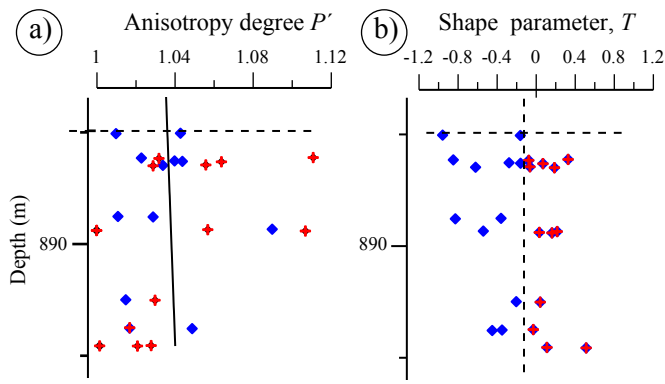 a)
Anisotropy degree P´
1 1.04 1.08 1.12
Depth (m)
890
b)
Shape parameter, T
-1.2 -0.8 -0.4 0 0.4 0.8 1.2
890